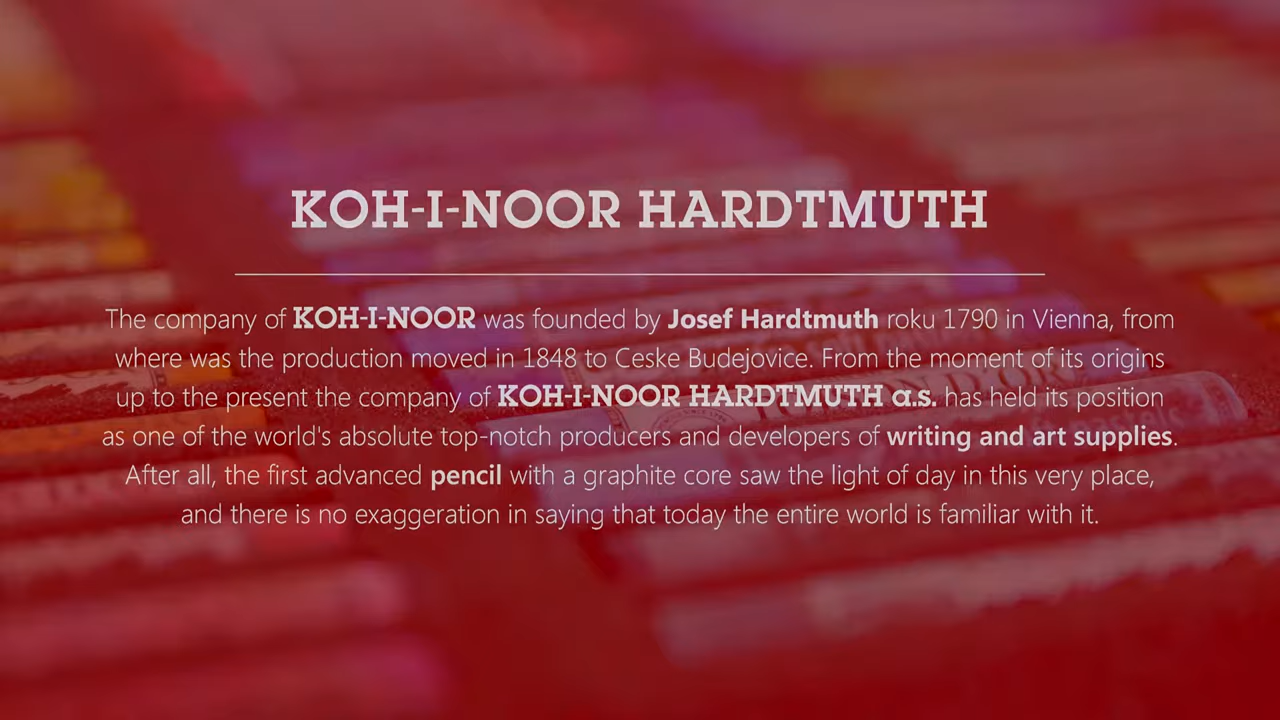 KOH-I-NOOR HARDTMUTH
The company of KOH-I-NOOR was founded by Josef Hardtmuth roku 1790 in Vienna, from
where was the production moved in 1848 to Ceske Budejovice. From the moment of its origins
up to the present the company of KOH-I-NOOR HARDTMUTH a.s. has held its position
as one of the world's absolute top-notch producers and developers of writing and art supplies.
After all, the first advanced pencil with a graphite core saw the light of day in this very place,
and there is no exaggeration in saying that today the entire world is familiar with it.